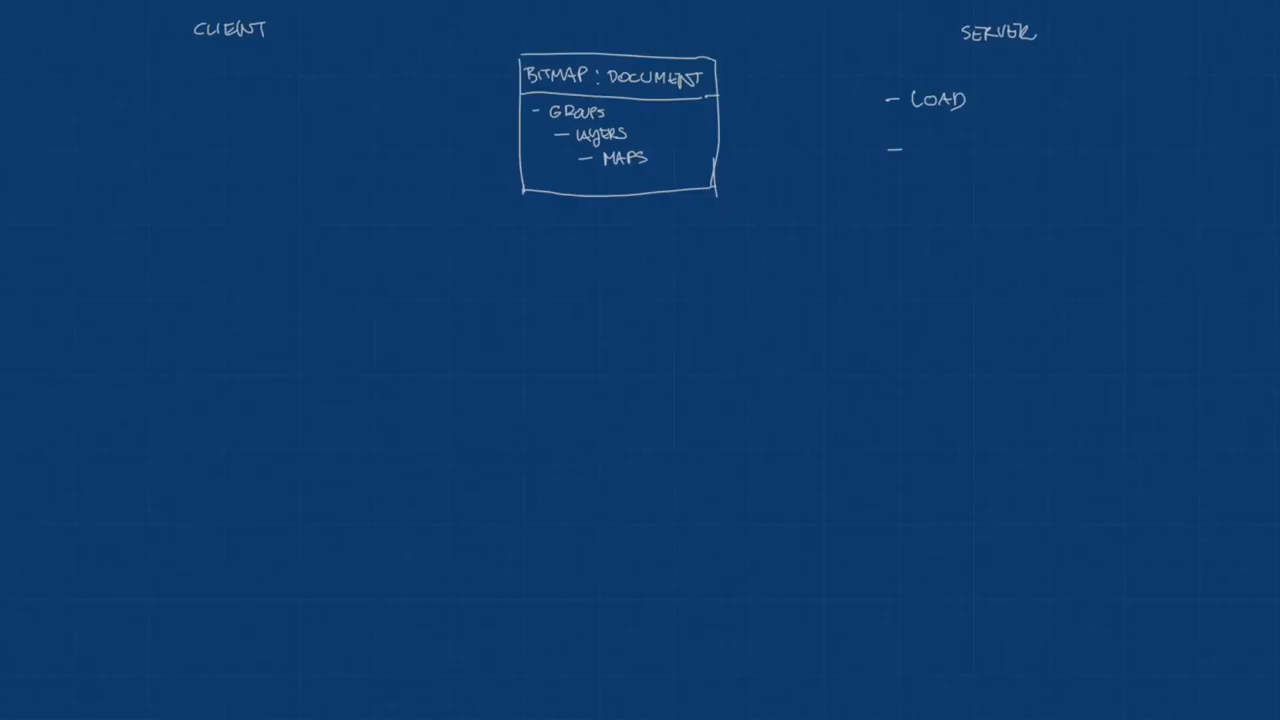 CLIENT
SERVER
BITMAP : DOCUMENT
- GROUPS
- LAYERS
- MAPS
- LOAD
-